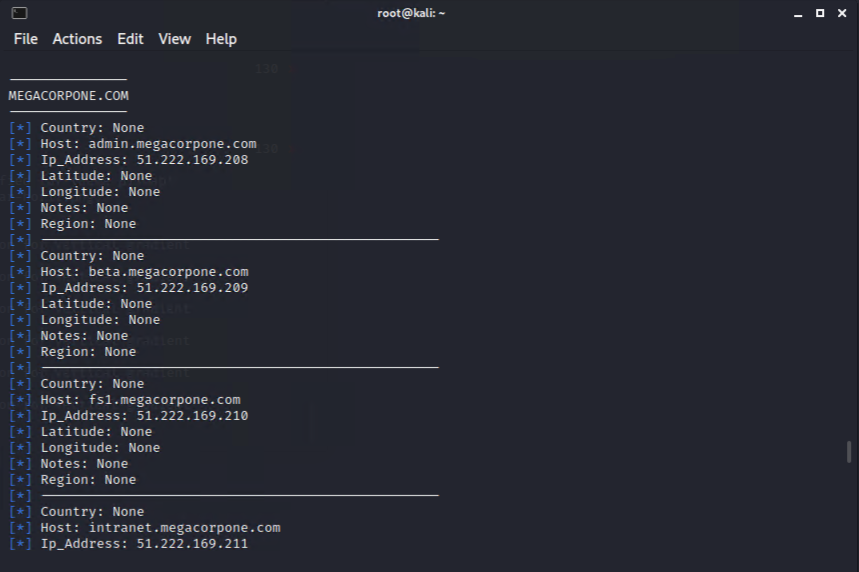 root@kali: ~
File Actions Edit View Help
MEGACORPONE.COM
[*] Country: None
[*] Host: admin.megacorpone.com
[*] Ip_Address: 51.222.169.208
[*] Latitude: None
[*] Longitude: None
[*] Notes: None
[*] Region: None
[*]
[*] Country: None
[*] Host: beta.megacorpone.com
[*] Ip_Address: 51.222.169.209
[*] Latitude: None
[*] Longitude: None
[*] Notes: None
[*] Region: None
[*]
[*] Country: None
[*] Host: fs1.megacorpone.com
[*] Ip_Address: 51.222.169.210
[*] Latitude: None
[*] Longitude: None
[*] Notes: None
[*] Region: None
[*]
[*] Country: None
[*] Host: intranet.megacorpone.com
[*] Ip_Address: 51.222.169.211